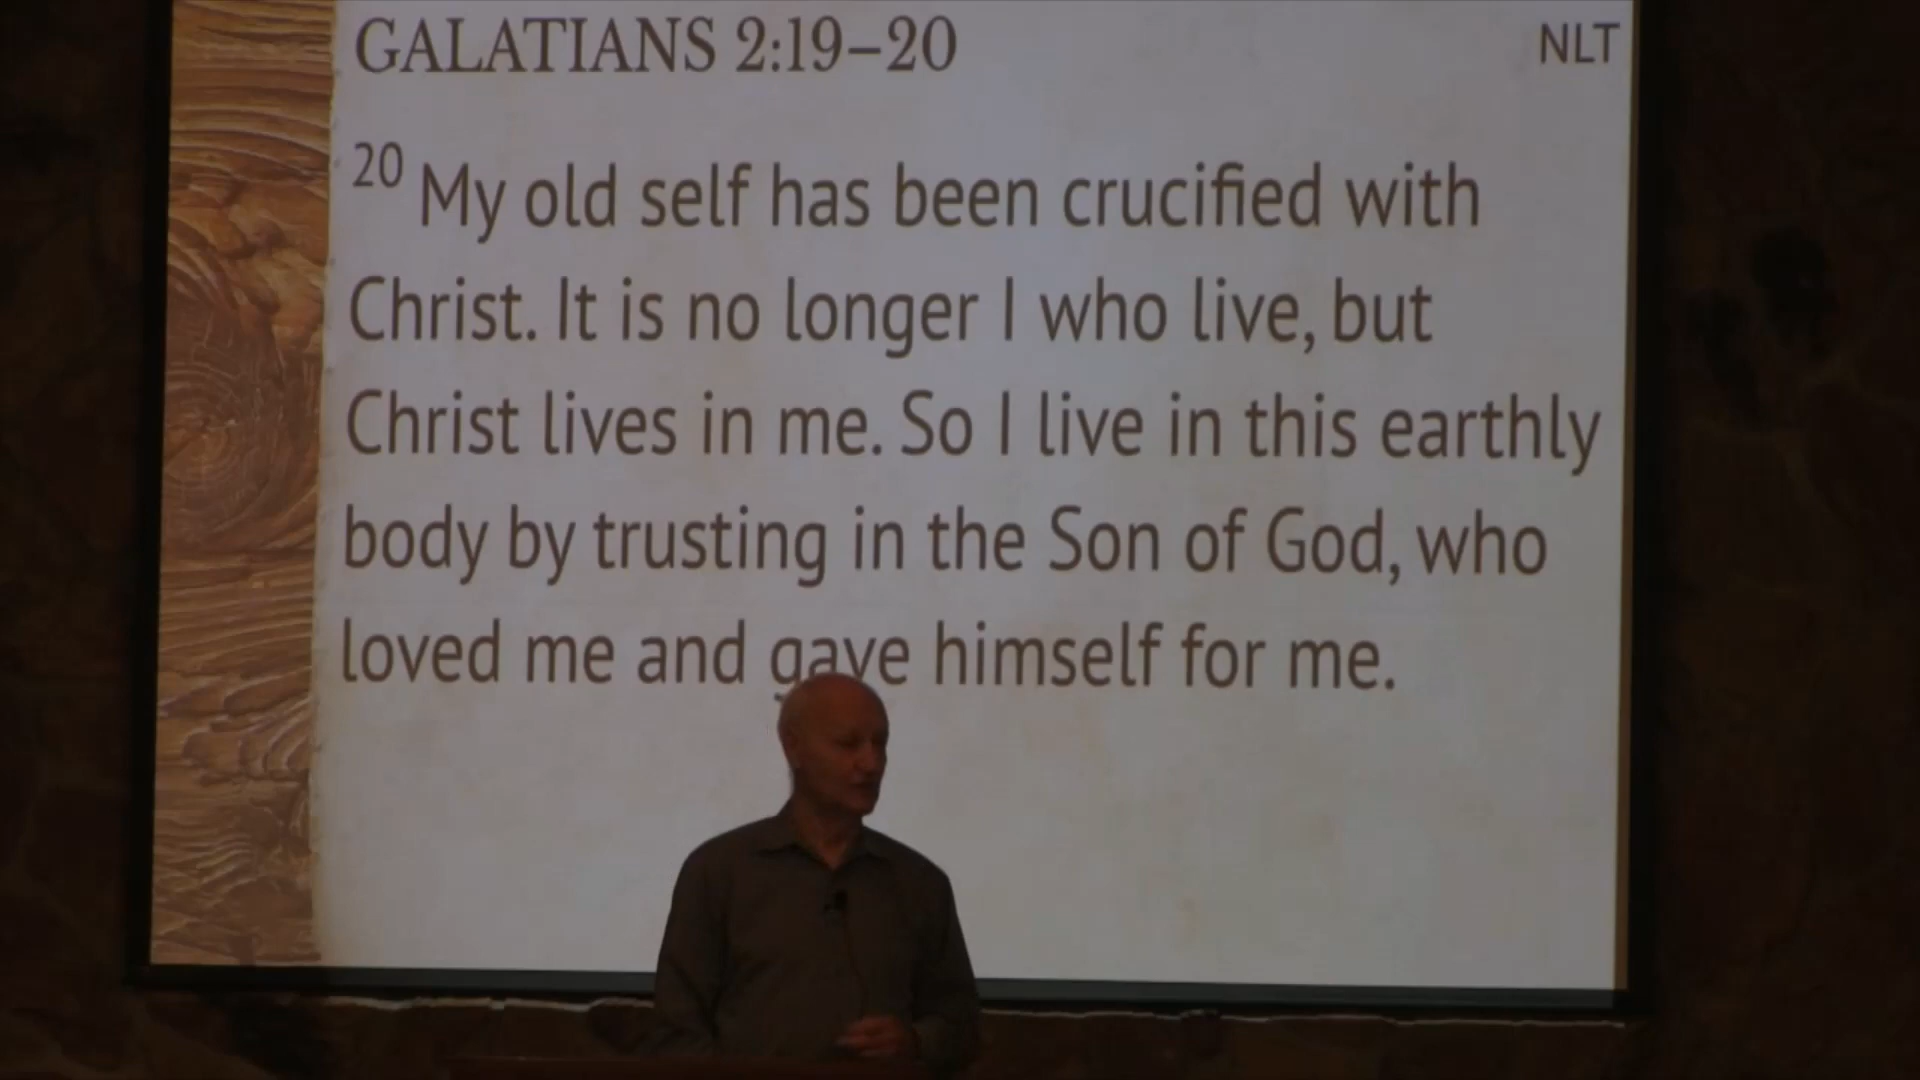 GALATIANS 2:19–20
NLT
20 My old self has been crucified with
Christ. It is no longer I who live, but
Christ lives in me. So I live in this earthly
body by trusting in the Son of God, who
loved me and gave himself for me.